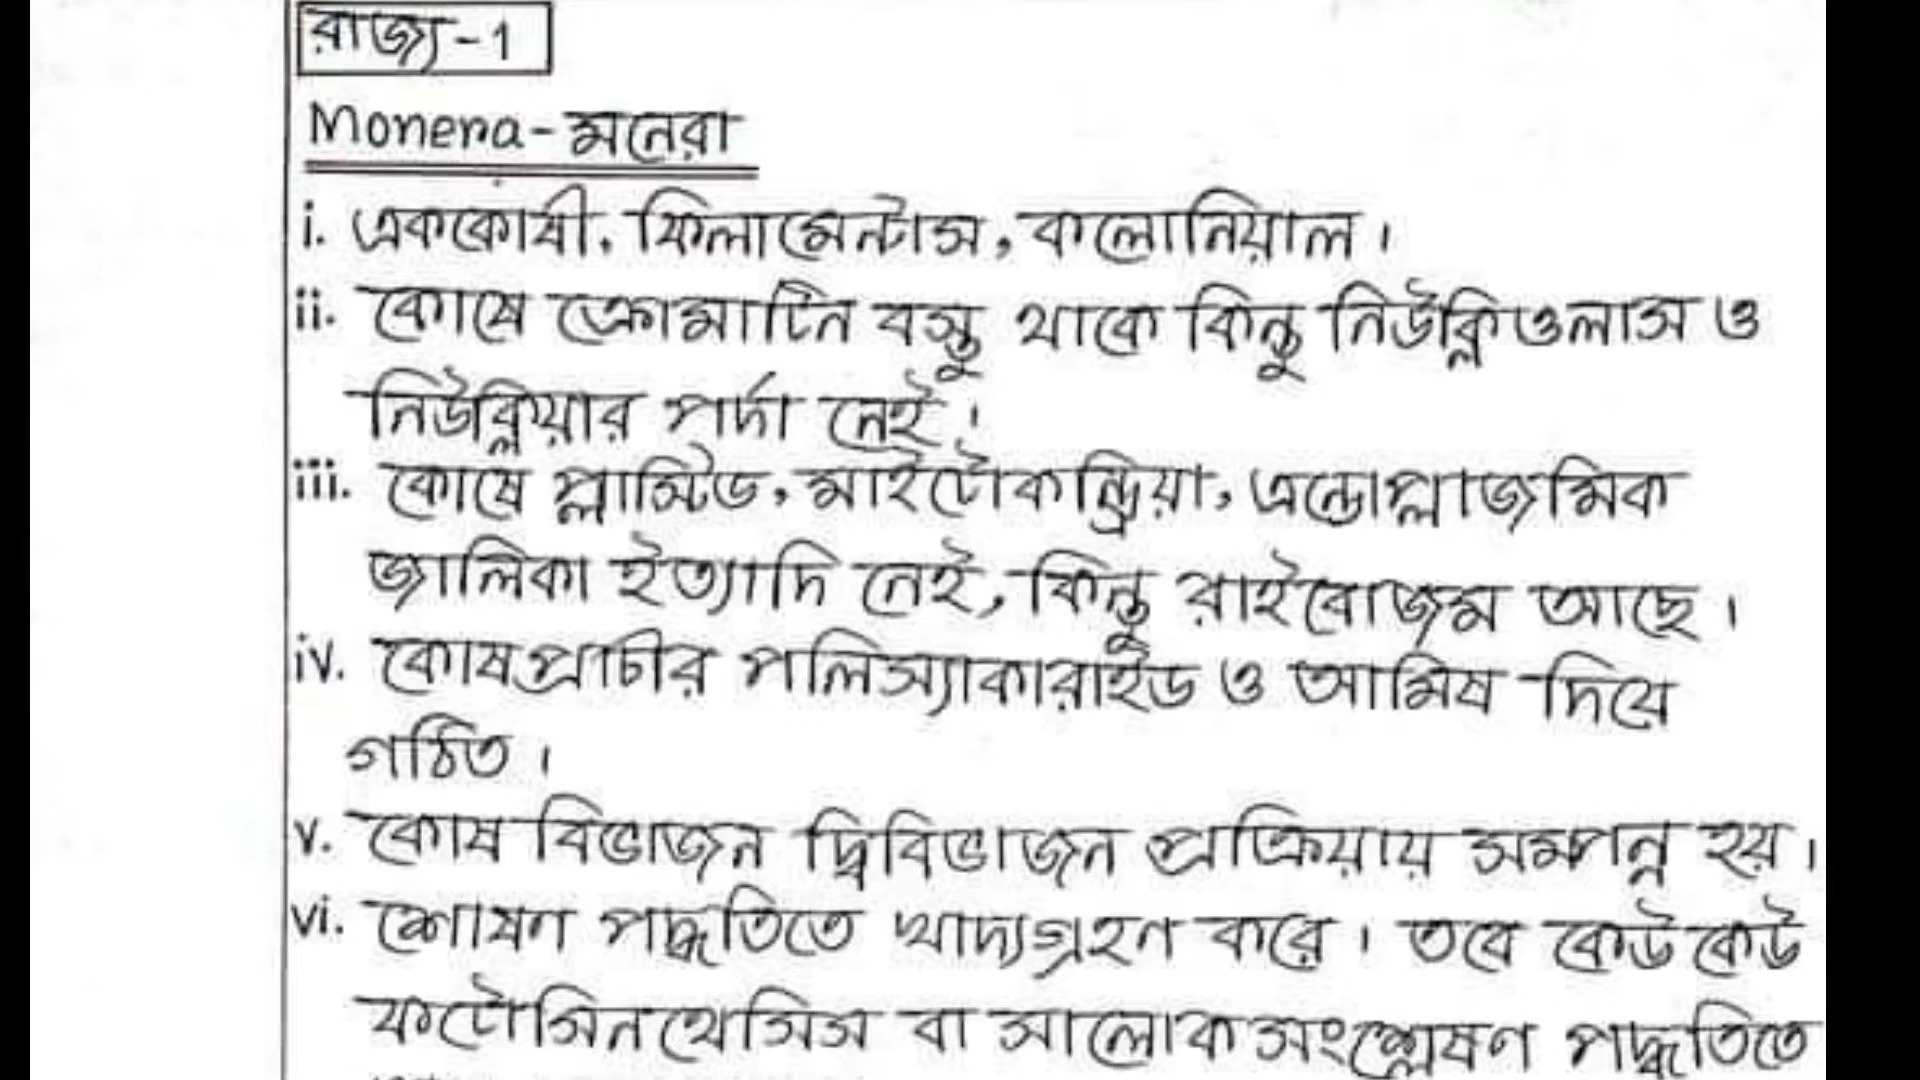 রাজ্য-1
Monera-মনেরা
i. এককোষী, ফিলামেন্টাস, কলোনিয়াল।
ii. কোষে ক্রোমাটিন বস্তু থাকে কিন্তু নিউক্লিওলাস ও
নিউক্লিয়ার পর্দা নেই।
iii. কোষে প্লাস্টিড, মাইটোকন্ড্রিয়া, এন্ডোপ্লাজমিক
জালিকা ইত্যাদি নেই, কিন্তু রাইবোজম আছে।
iv. কোষপ্রাচীর পলিস্যাকারাইড ও আমিষ দিয়ে
গঠিত।
v. কোষ বিভাজন দ্বিবিভাজন প্রক্রিয়ায় সম্পন্ন হয়।
vi. শোষণ পদ্ধতিতে খাদ্যগ্রহণ করে। তবে কেউ কেউ
ফটোসিনথেসিস বা সালোকসংশ্লেষণ পদ্ধতিতে